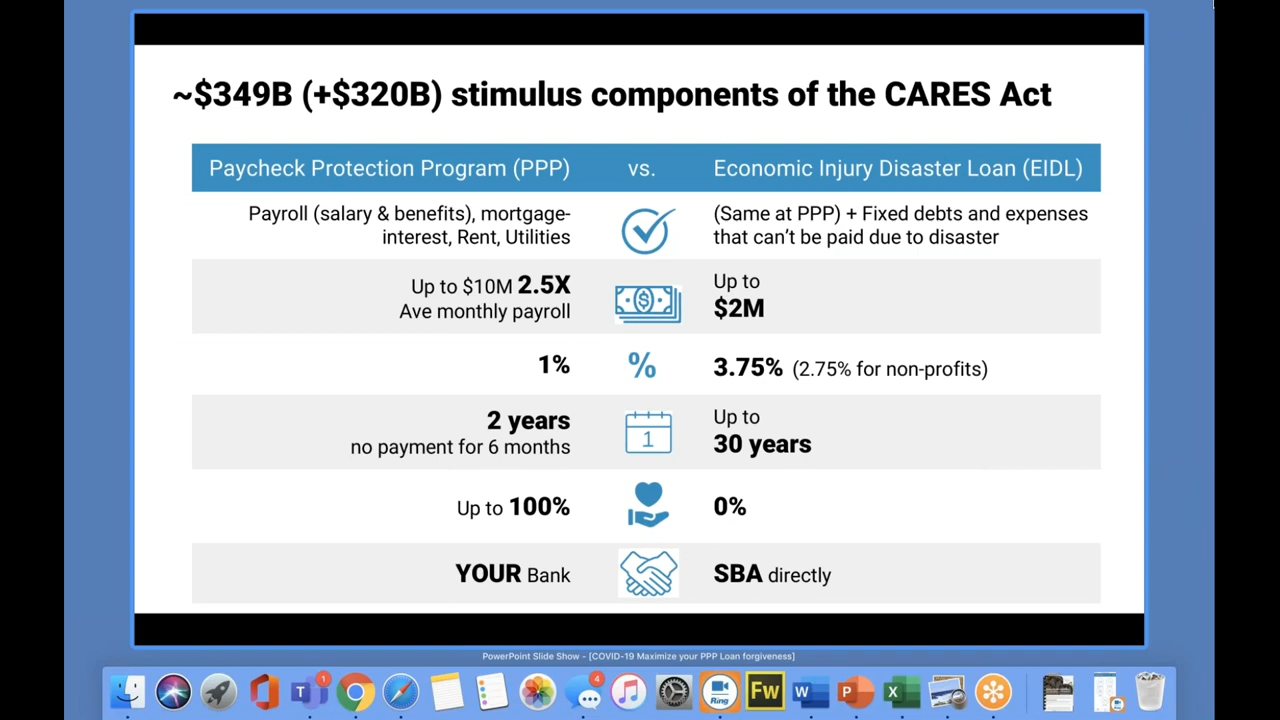 ~$349B (+$320B) stimulus components of the CARES Act
Paycheck Protection Program (PPP) vs. Economic Injury Disaster Loan (EIDL)
Payroll (salary & benefits), mortgage-
interest, Rent, Utilities
(Same at PPP) + Fixed debts and expenses
that can't be paid due to disaster
Up to $10M 2.5X
Ave monthly payroll
$
Up to
$2M
1%
%
3.75% (2.75% for non-profits)
2 years
no payment for 6 months
1
Up to
30 years
Up to 100%
0%
YOUR Bank
SBA directly
PowerPoint Slide Show - [COVID-19 Maximize your PPP Loan forgiveness]
T
1
4
Ring
Fw
W
P
X